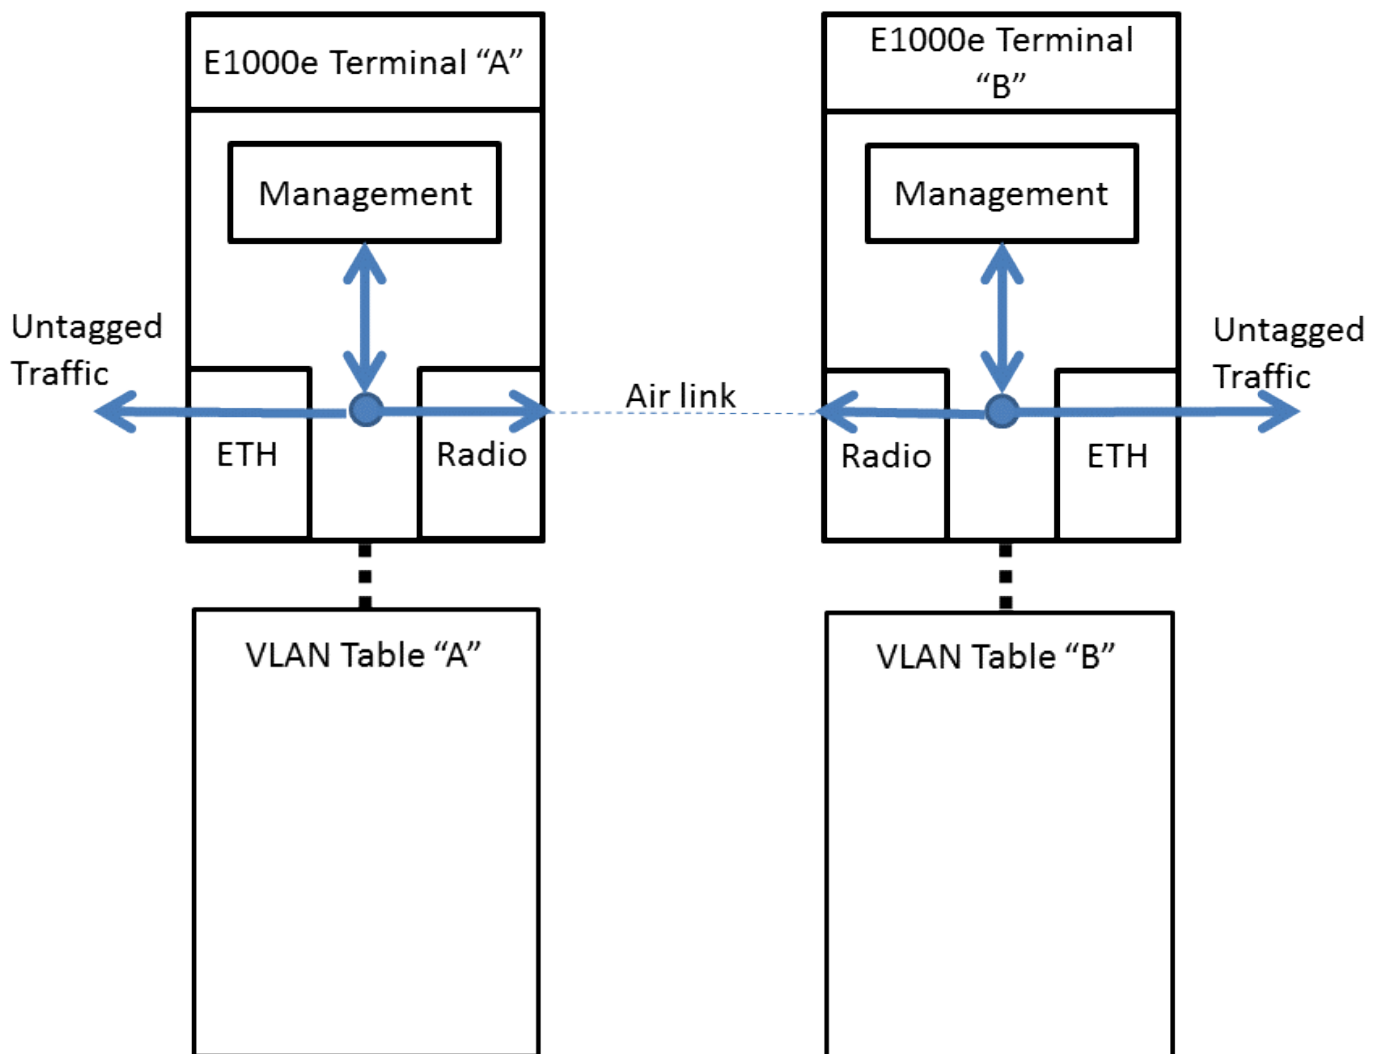 E1000e Terminal “A”
E1000e Terminal
“B”
Management
Management
Untagged
Traffic
Untagged
Traffic
Air link
ETH
Radio
Radio
ETH
VLAN Table “A”
VLAN Table “B”